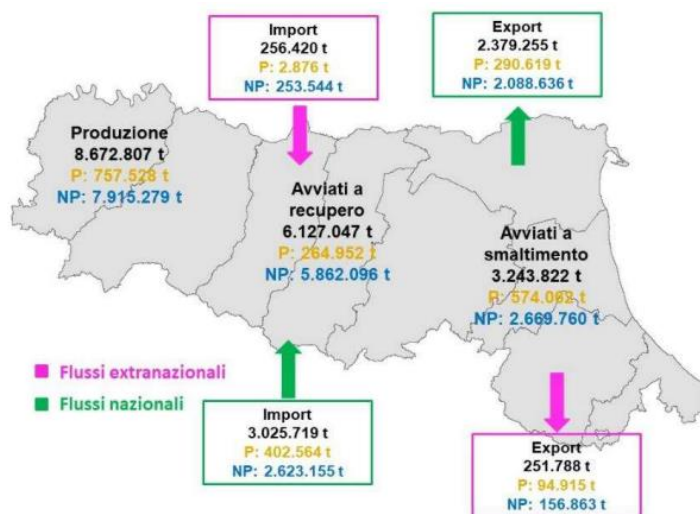 Import
256.420 t
P: 2.876 t
NP: 253.544 t
Export
2.379.255 t
P: 290.619 t
NP: 2.088.636 t
Produzione
8.672.807 t
P: 757.528 t
NP: 7.915.279 t
Avviati a
recupero
6.127.047 t
P: 264.952 t
NP: 5.862.096 t
Avviati a
smaltimento
3.243.822 t
P: 574.062 t
NP: 2.669.760 t
Flussi extranazionali
Flussi nazionali
Import
3.025.719 t
P: 402.564 t
NP: 2.623.155 t
Export
251.788 t
P: 94.915 t
NP: 156.863 t